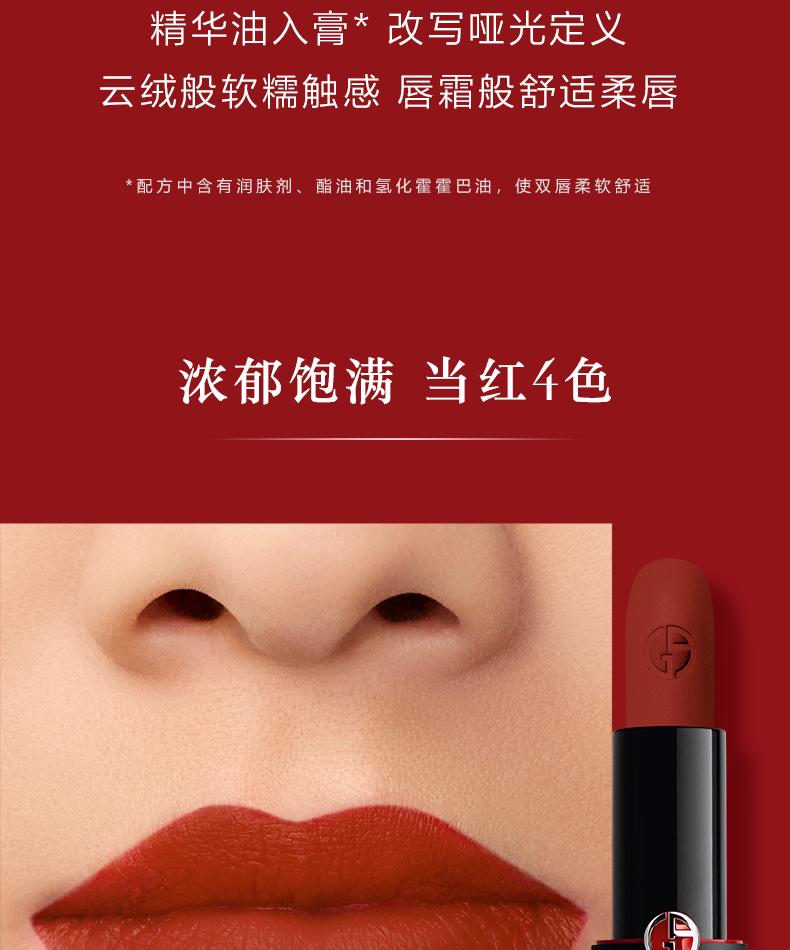 精华油入膏* 改写哑光定义
云绒般软糯触感 唇霜般舒适柔唇
*配方中含有润肤剂、酯油和氢化霍霍巴油，使双唇柔软舒适
浓郁饱满 当红4色